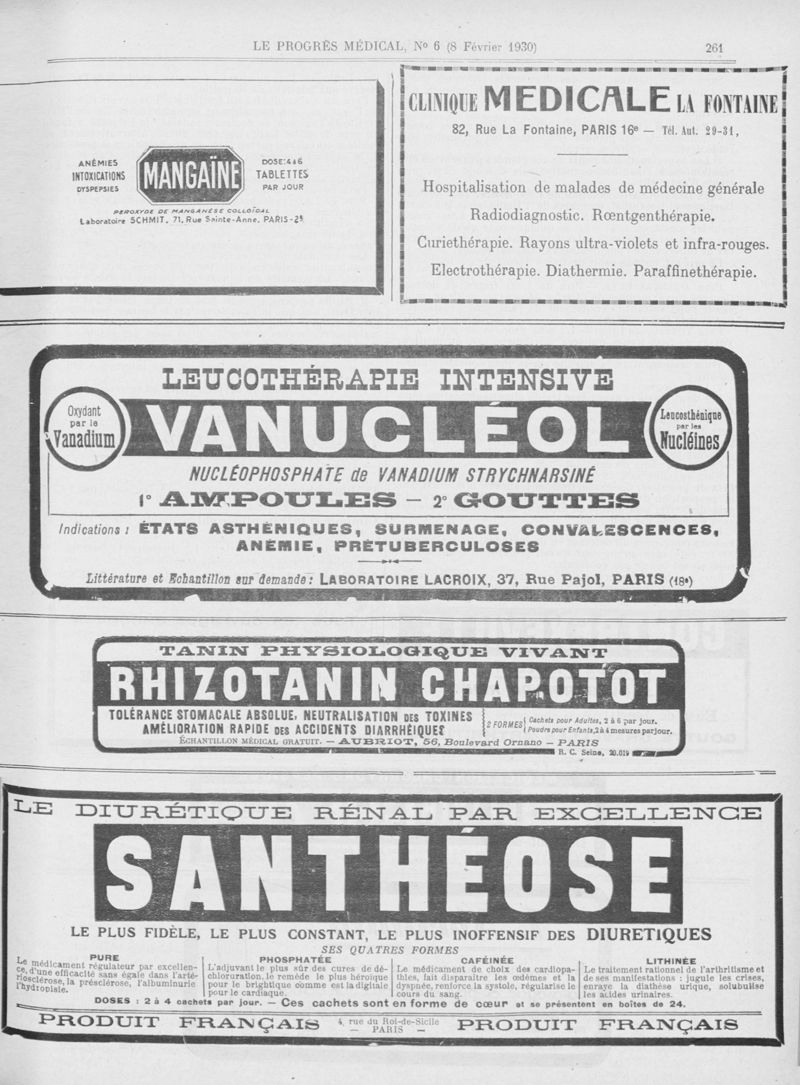 LE PROGRÈS MÉDICAL, No 6 (8 Février 1930)
261
ANÉMIES
INTOXICATIONS
DYSPEPSIES
MANGAÏNE
DOSE: 4 à 6
TABLETTES
PAR JOUR
PEROXYDE DE MANGANÈSE COLLOÏDAL
Laboratoire SCHMIT, 71, Rue Sainte-Anne, PARIS-2e
CLINIQUE MEDICALE LA FONTAINE
82, Rue La Fontaine, PARIS 16e — Tél. Aut. 29-31,
Hospitalisation de malades de médecine générale
Radiodiagnostic. Rœntgenthérapie.
Curiethérapie. Rayons ultra-violets et infra-rouges.
Electrothérapie. Diathermie. Paraffinethérapie.
LEUCOTHÉRAPIE INTENSIVE
Oxydant
par le
Vanadium
VANUCLÉOL
Leucosthénique
par les
Nucléines
NUCLÉOPHOSPHATE de VANADIUM STRYCHNARSINÉ
1° AMPOULES — 2° GOUTTES
Indications : ÉTATS ASTHÉNIQUES, SURMENAGE, CONVALESCENCES,
ANÉMIE, PRÉTUBERCULOSES
Littérature et Echantillon sur demande : LABORATOIRE LACROIX, 37, Rue Pajol, PARIS (18e)
TANIN PHYSIOLOGIQUE VIVANT
RHIZOTANIN CHAPOTOT
TOLÉRANCE STOMACALE ABSOLUE, NEUTRALISATION DES TOXINES
AMÉLIORATION RAPIDE DES ACCIDENTS DIARRHÉIQUES
2 FORMES
Cachets pour Adultes, 2 à 6 par jour.
Poudre pour Enfants, 2 à 4 mesures par jour.
ÉCHANTILLON MÉDICAL GRATUIT. — AUBRIOT, 56, Boulevard Ornano — PARIS
R. C. Seine, 20.019
LE DIURÉTIQUE RÉNAL PAR EXCELLENCE
SANTHÉOSE
LE PLUS FIDÈLE, LE PLUS CONSTANT, LE PLUS INOFFENSIF DES DIURETIQUES
SES QUATRES FORMES
PURE
Le médicament régulateur par excellen-
ce, d'une efficacité sans égale dans l'arté-
riosclérose, la présclérose, l'albuminurie
l'hydropisie.
PHOSPHATÉE
L'adjuvant le plus sûr des cures de dé-
chloruration, le remède le plus héroïque
pour le brightique comme est la digitale
pour le cardiaque.
CAFÉINÉE
Le médicament de choix des cardiopa-
thies, fait disparaître les œdèmes et la
dyspnée, renforce la systole, régularise le
cours du sang.
LITHINÉE
Le traitement rationnel de l'arthritisme et
de ses manifestations : jugule les crises,
enraye la diathèse urique, solubilise
les acides urinaires.
DOSES : 2 à 4 cachets par jour. — Ces cachets sont en forme de cœur et se présentent en boîtes de 24.
PRODUIT FRANÇAIS
4, rue du Roi-de-Sicile
— PARIS —
PRODUIT FRANÇAIS